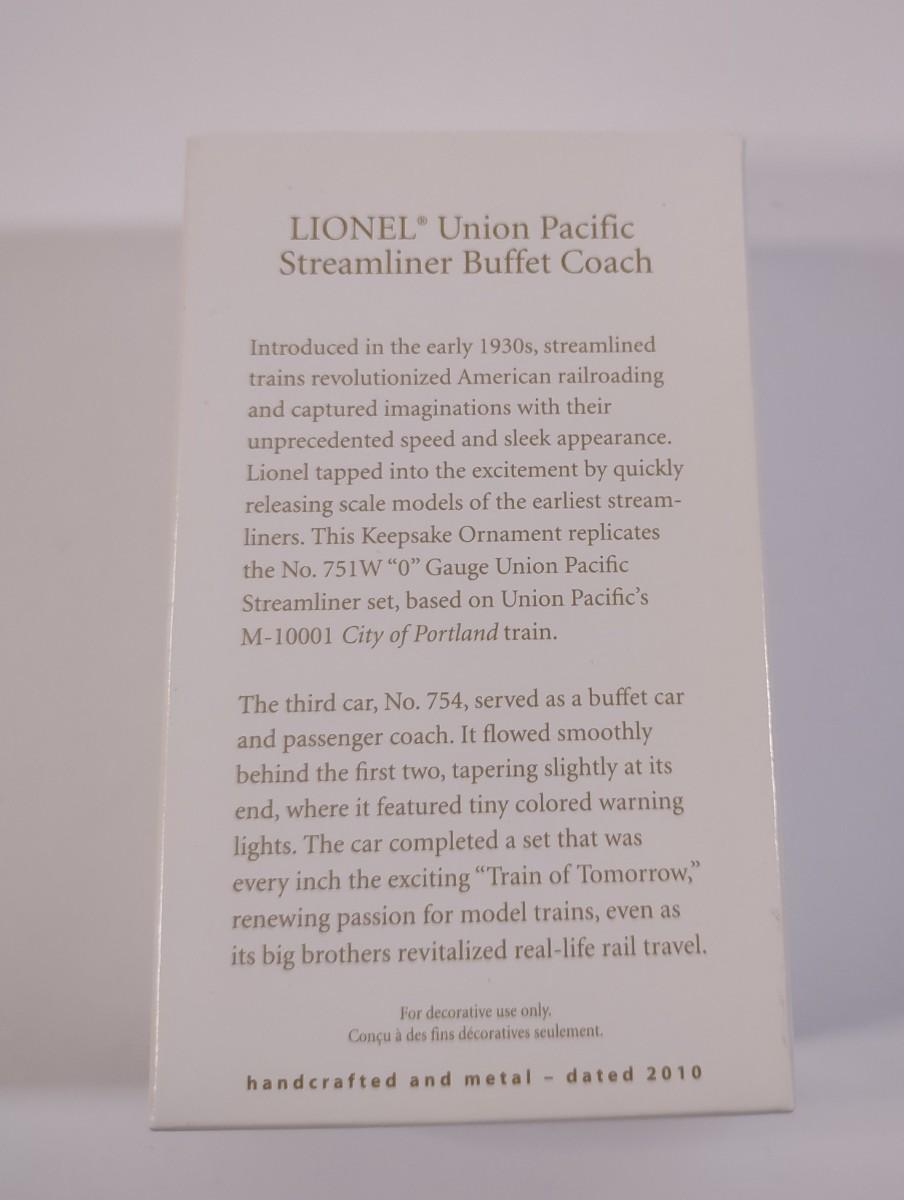 LIONEL® Union Pacific
Streamliner Buffet Coach
Introduced in the early 1930s, streamlined
trains revolutionized American railroading
and captured imaginations with their
unprecedented speed and sleek appearance.
Lionel tapped into the excitement by quickly
releasing scale models of the earliest stream-
liners. This Keepsake Ornament replicates
the No. 751W “0” Gauge Union Pacific
Streamliner set, based on Union Pacific’s
M-10001 City of Portland train.
The third car, No. 754, served as a buffet car
and passenger coach. It flowed smoothly
behind the first two, tapering slightly at its
end, where it featured tiny colored warning
lights. The car completed a set that was
every inch the exciting “Train of Tomorrow,”
renewing passion for model trains, even as
its big brothers revitalized real-life rail travel.
For decorative use only.
Conçu à des fins décoratives seulement.
handcrafted and metal – dated 2010